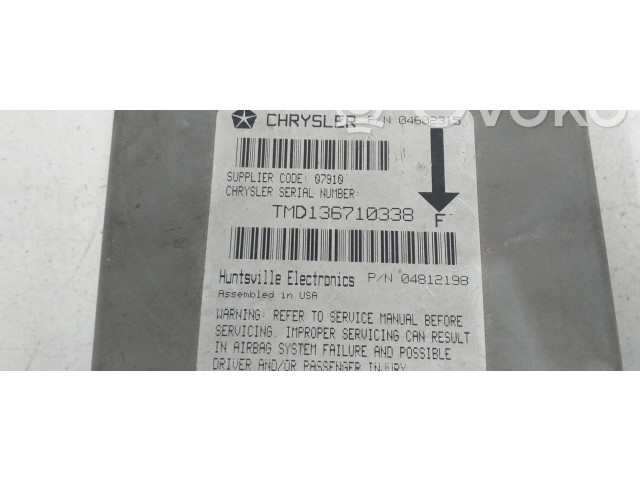 CHRYSLER P/N 04602315
SUPPLIER CODE: 07910
CHRYSLER SERIAL NUMBER:
TMD136710338 F
Huntsville Electronics P/N 04812198
Assembled in USA
WARNING: REFER TO SERVICE MANUAL BEFORE
SERVICING. IMPROPER SERVICING CAN RESULT
IN AIRBAG SYSTEM FAILURE AND POSSIBLE
DRIVER AND/OR PASSENGER INJURY.